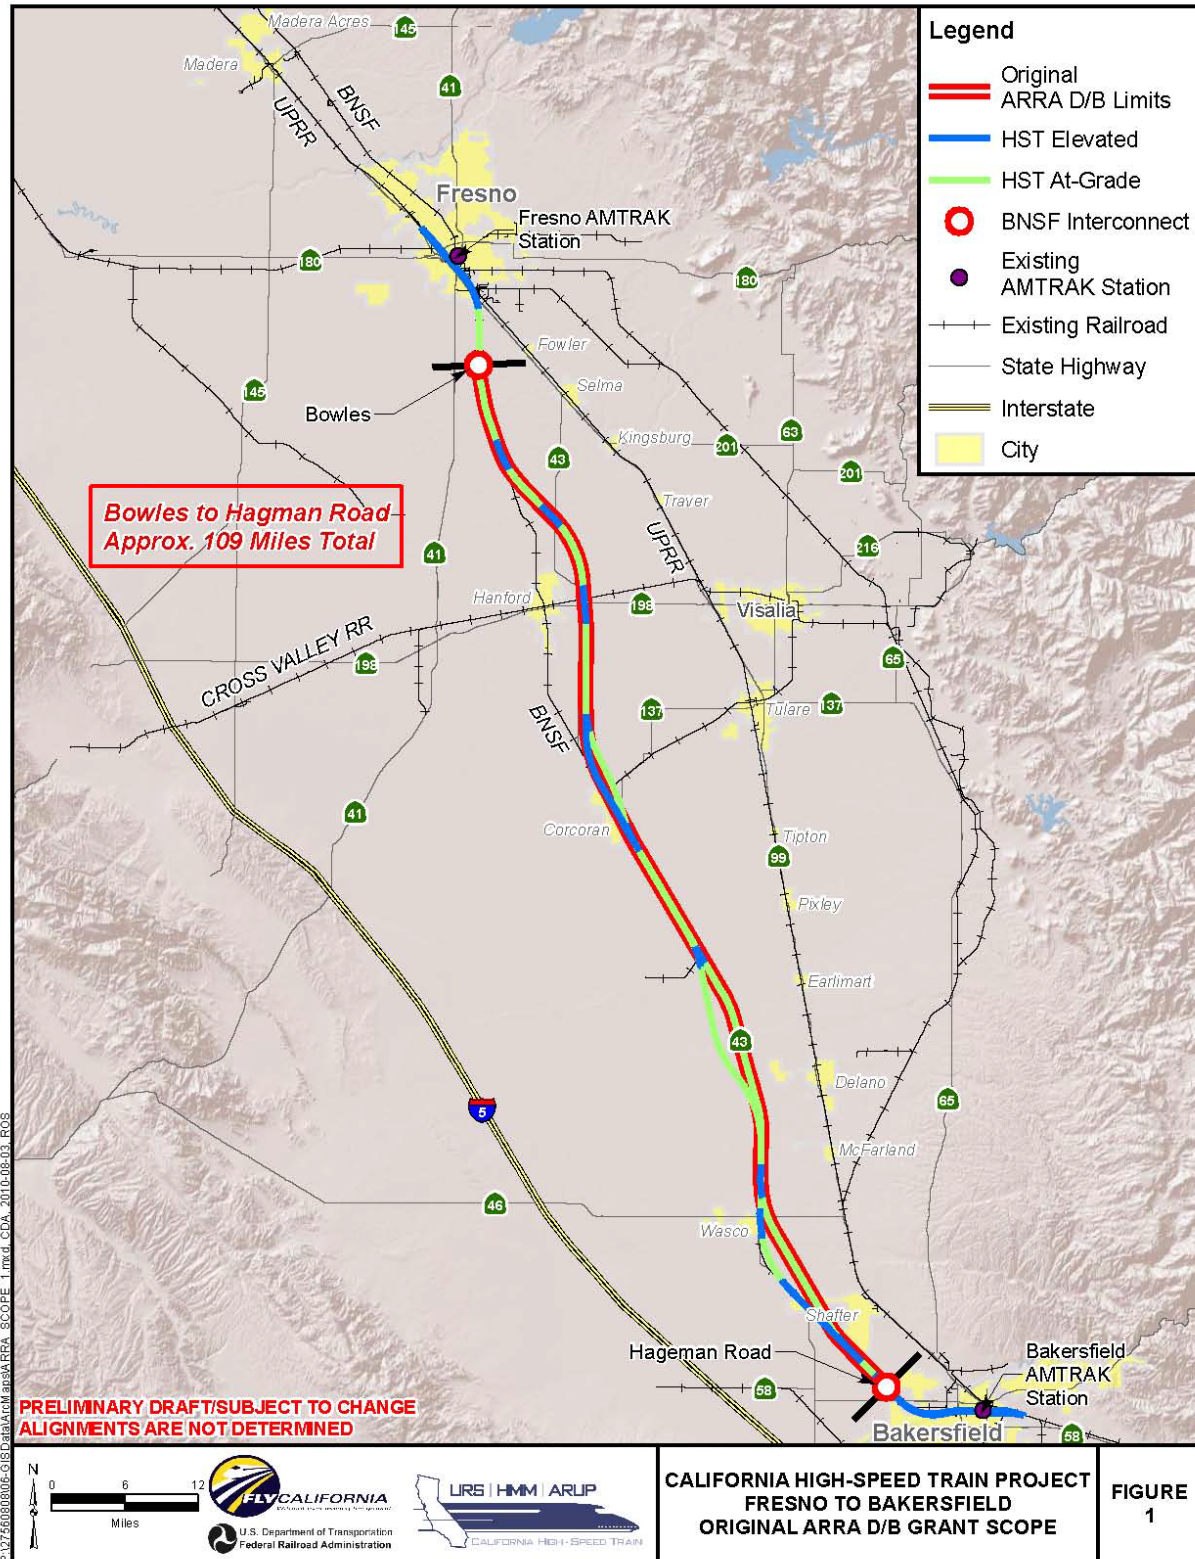 Legend
Original
ARRA D/B Limits
HST Elevated
HST At-Grade
BNSF Interconnect
Existing
AMTRAK Station
Existing Railroad
State Highway
Interstate
City
Madera Acres
145
Madera
41
BNSF
UPRR
Fresno
Fresno AMTRAK
Station
180
180
Fowler
145
Selma
Bowles
63
Kingsburg
201
43
201
Bowles to Hagman Road
Approx. 109 Miles Total
Traver
41
UPRR
216
Hanford
198
Visalia
CROSS VALLEY RR
198
65
137
Tulare
137
BNSF
41
Corcoran
Tipton
99
Pixley
Earlimart
43
Delano
65
5
McFarland
46
Wasco
Shafter
Hageman Road
Bakersfield
AMTRAK
Station
58
Bakersfield
58
PRELIMINARY DRAFT/SUBJECT TO CHANGE
ALIGNMENTS ARE NOT DETERMINED
N
0 6 12
Miles
FLY CALIFORNIA
U.S. Department of Transportation
Federal Railroad Administration
URS | HMM | ARUP
CALIFORNIA HIGH-SPEED TRAIN
CALIFORNIA HIGH-SPEED TRAIN PROJECT
FRESNO TO BAKERSFIELD
ORIGINAL ARRA D/B GRANT SCOPE
FIGURE
1